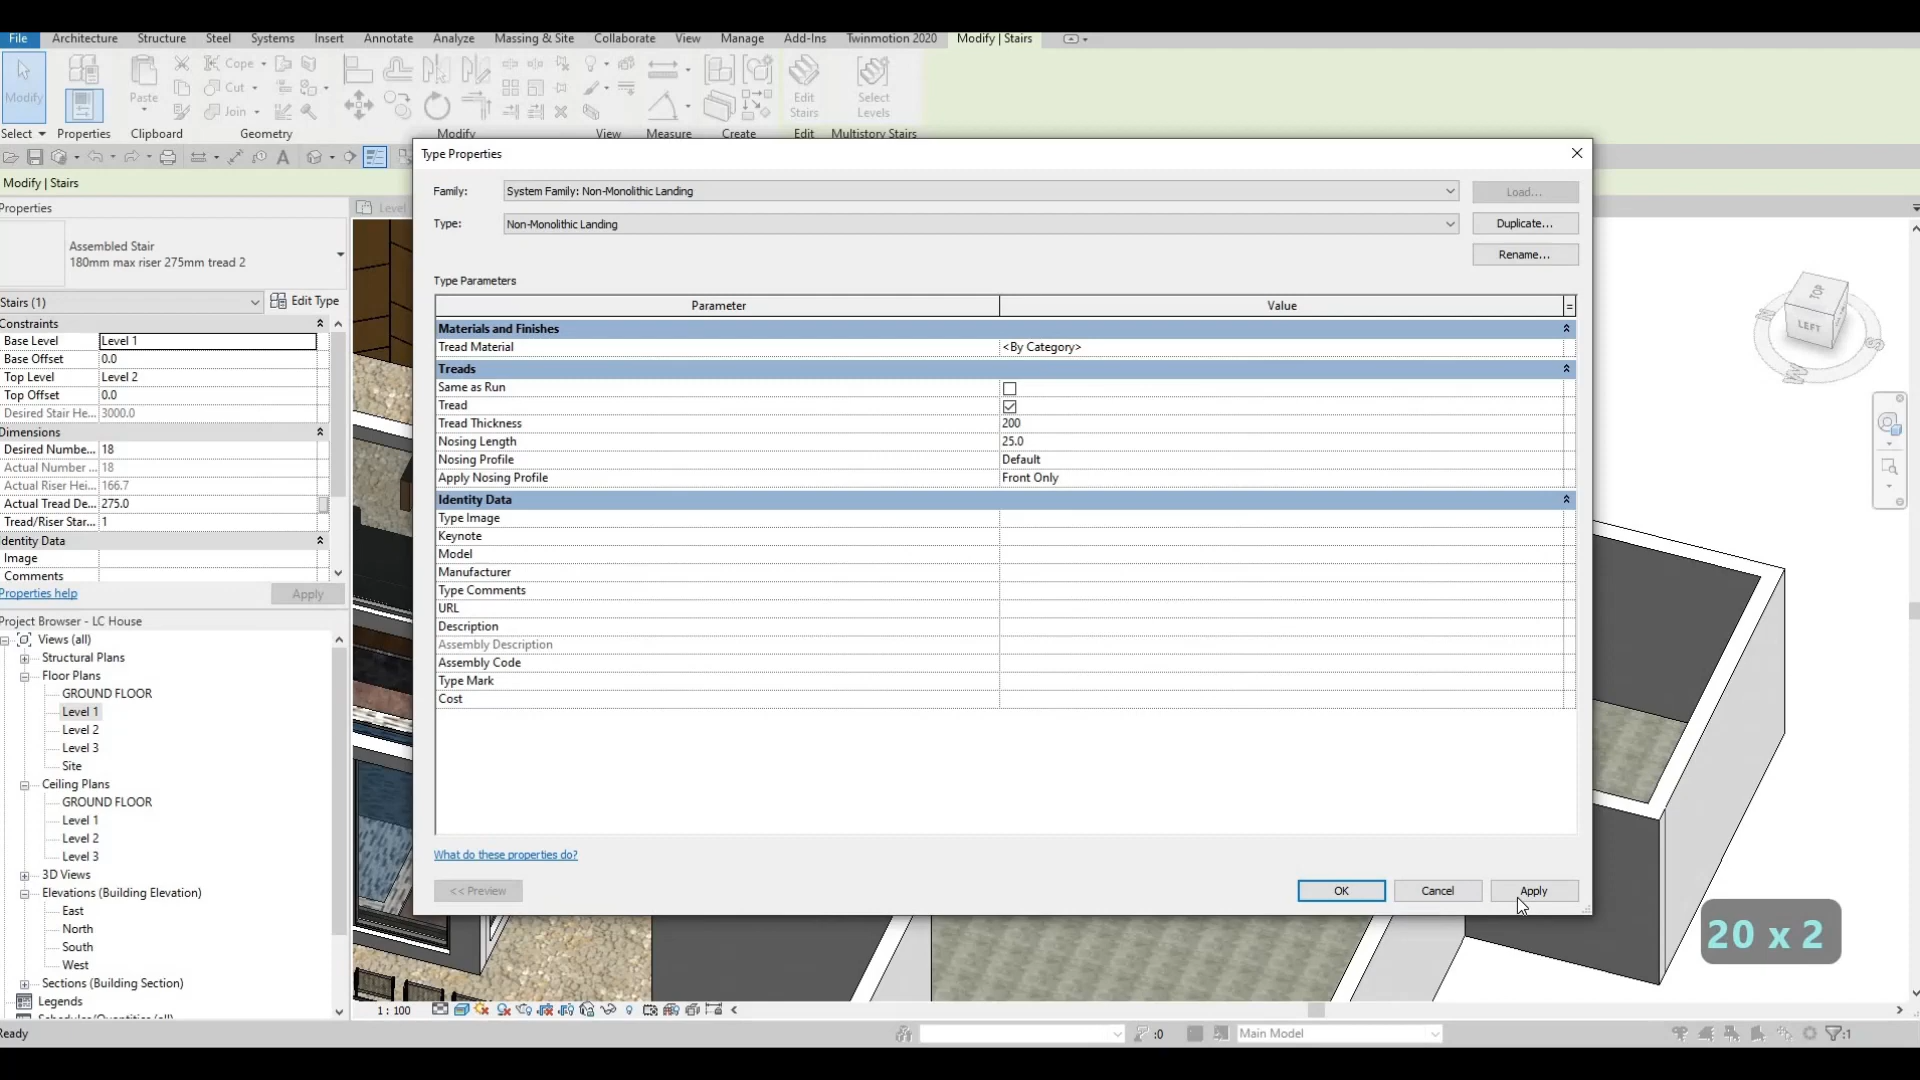 File Architecture Structure Steel Systems Insert Annotate Analyze Massing & Site Collaborate View Manage Add-Ins Twinmotion 2020 Modify | Stairs
Modify
Paste
Cope
Cut
Join
Edit
Stairs
Select
Levels
Select Properties Clipboard Geometry Modify View Measure Create Edit Multistory Stairs
Modify | Stairs
Properties
Assembled Stair
180mm max riser 275mm tread 2
Stairs (1) Edit Type
Constraints
Base Level Level 1
Base Offset 0.0
Top Level Level 2
Top Offset 0.0
Desired Stair He... 3000.0
Dimensions
Desired Numbe... 18
Actual Number ... 18
Actual Riser Hei... 166.7
Actual Tread De... 275.0
Tread/Riser Star... 1
Identity Data
Image
Comments
Properties help Apply
Project Browser - LC House
Views (all)
Structural Plans
Floor Plans
GROUND FLOOR
Level 1
Level 2
Level 3
Site
Ceiling Plans
GROUND FLOOR
Level 1
Level 2
Level 3
3D Views
Elevations (Building Elevation)
East
North
South
West
Sections (Building Section)
Legends
Schedules/Quantities (all)
Ready
Level
Type Properties
Family: System Family: Non-Monolithic Landing Load...
Type: Non-Monolithic Landing Duplicate...
Rename...
Type Parameters
Parameter Value =
Materials and Finishes
Tread Material <By Category>
Treads
Same as Run
Tread
Tread Thickness 200
Nosing Length 25.0
Nosing Profile Default
Apply Nosing Profile Front Only
Identity Data
Type Image
Keynote
Model
Manufacturer
Type Comments
URL
Description
Assembly Description
Assembly Code
Type Mark
Cost
What do these properties do?
<< Preview OK Cancel Apply
TOP
LEFT
20 x 2
1 : 100
:0 Main Model :1